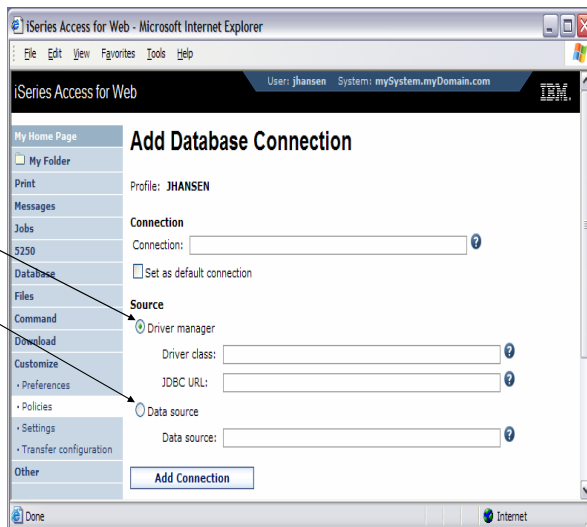 iSeries Access for Web - Microsoft Internet Explorer
File Edit View Favorites Tools Help
iSeries Access for Web
User: jhansen System: mySystem.myDomain.com
IBM.
My Home Page
My Folder
Print
Messages
Jobs
5250
Database
Files
Command
Download
Customize
• Preferences
• Policies
• Settings
• Transfer configuration
Other
Add Database Connection
Profile: JHANSEN
Connection
Connection: ?
Set as default connection
Source
Driver manager
Driver class: ?
JDBC URL: ?
Data source
Data source: ?
Add Connection
Done
Internet